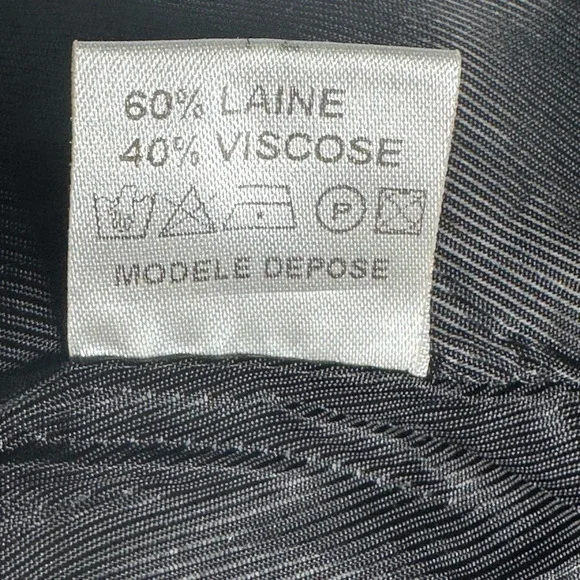 60% LAINE
40% VISCOSE
P
MODELE DEPOSE